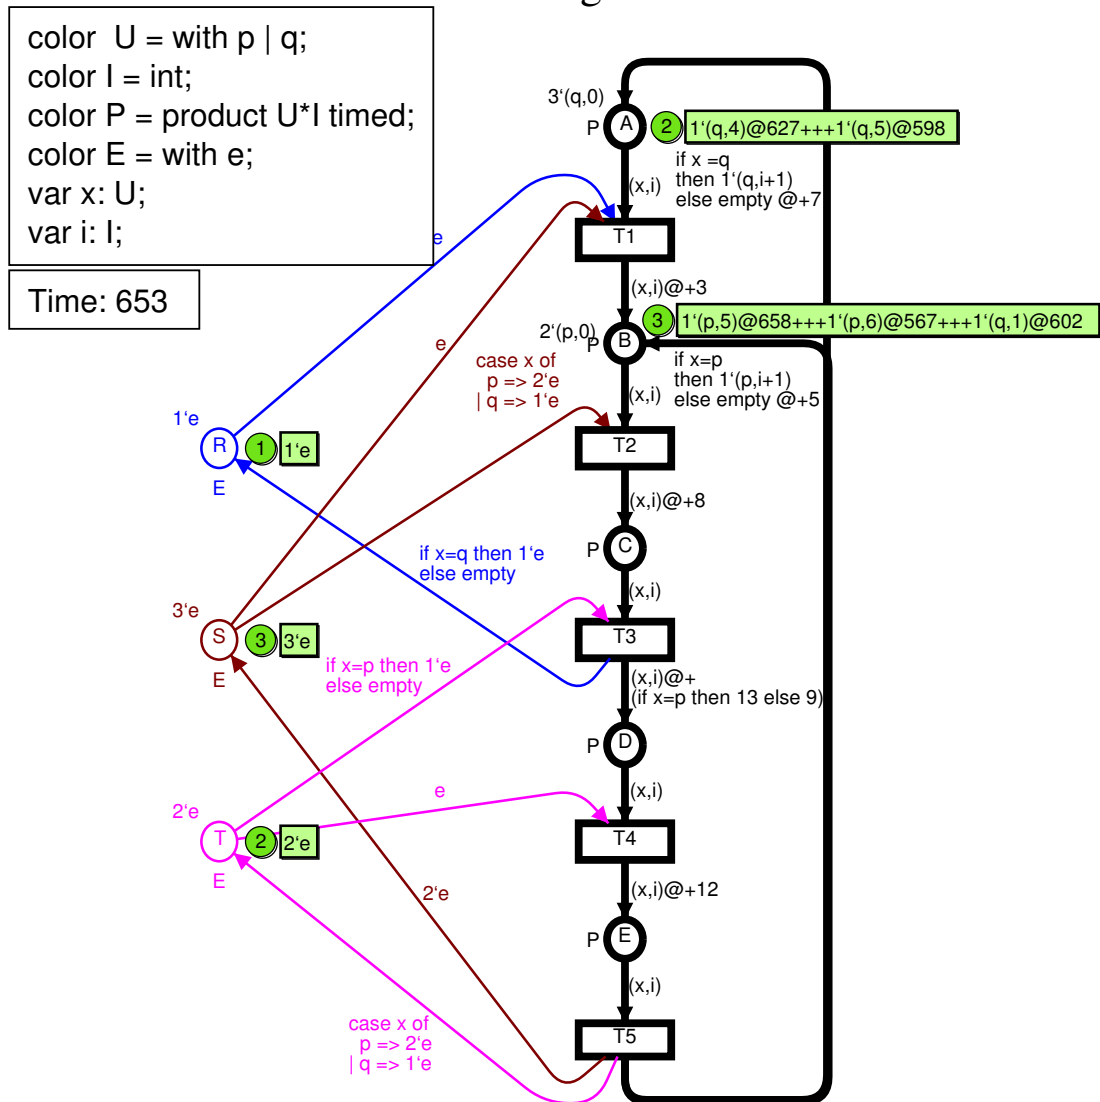 g
color U = with p | q;
color I = int;
color P = product U*I timed;
color E = with e;
var x: U;
var i: I;
Time: 653
3‘(q,0)
P
A
2
1‘(q,4)@627+++1‘(q,5)@598
if x =q
then 1‘(q,i+1)
else empty @+7
(x,i)
T1
e
(x,i)@+3
2‘(p,0)
P
B
3
1‘(p,5)@658+++1‘(p,6)@567+++1‘(q,1)@602
e
case x of
p => 2‘e
| q => 1‘e
if x=p
then 1‘(p,i+1)
else empty @+5
(x,i)
1‘e
R
1
1‘e
E
T2
(x,i)@+8
P
C
if x=q then 1‘e
else empty
(x,i)
3‘e
S
3
3‘e
E
T3
if x=p then 1‘e
else empty
(x,i)@+
(if x=p then 13 else 9)
P
D
(x,i)
e
2‘e
T
2
2‘e
E
T4
2‘e
(x,i)@+12
P
E
(x,i)
case x of
p => 2‘e
| q => 1‘e
T5